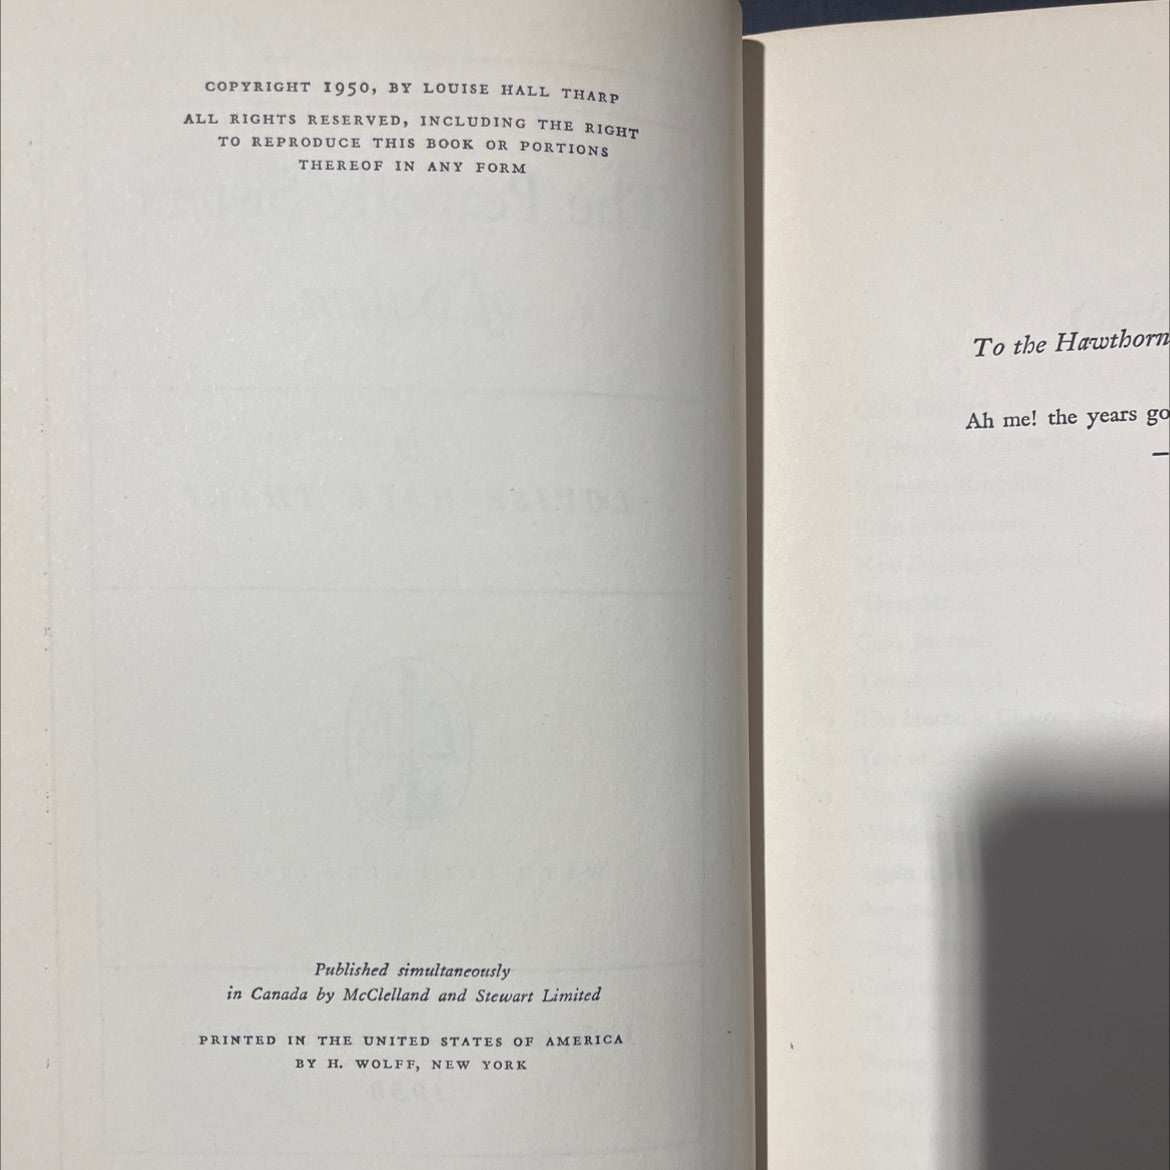 COPYRIGHT 1950, BY LOUISE HALL THARP
ALL RIGHTS RESERVED, INCLUDING THE RIGHT
TO REPRODUCE THIS BOOK OR PORTIONS
THEREOF IN ANY FORM
Published simultaneously
in Canada by McClelland and Stewart Limited
PRINTED IN THE UNITED STATES OF AMERICA
BY H. WOLFF, NEW YORK
To the Hawthorn
Ah me! the years go
—